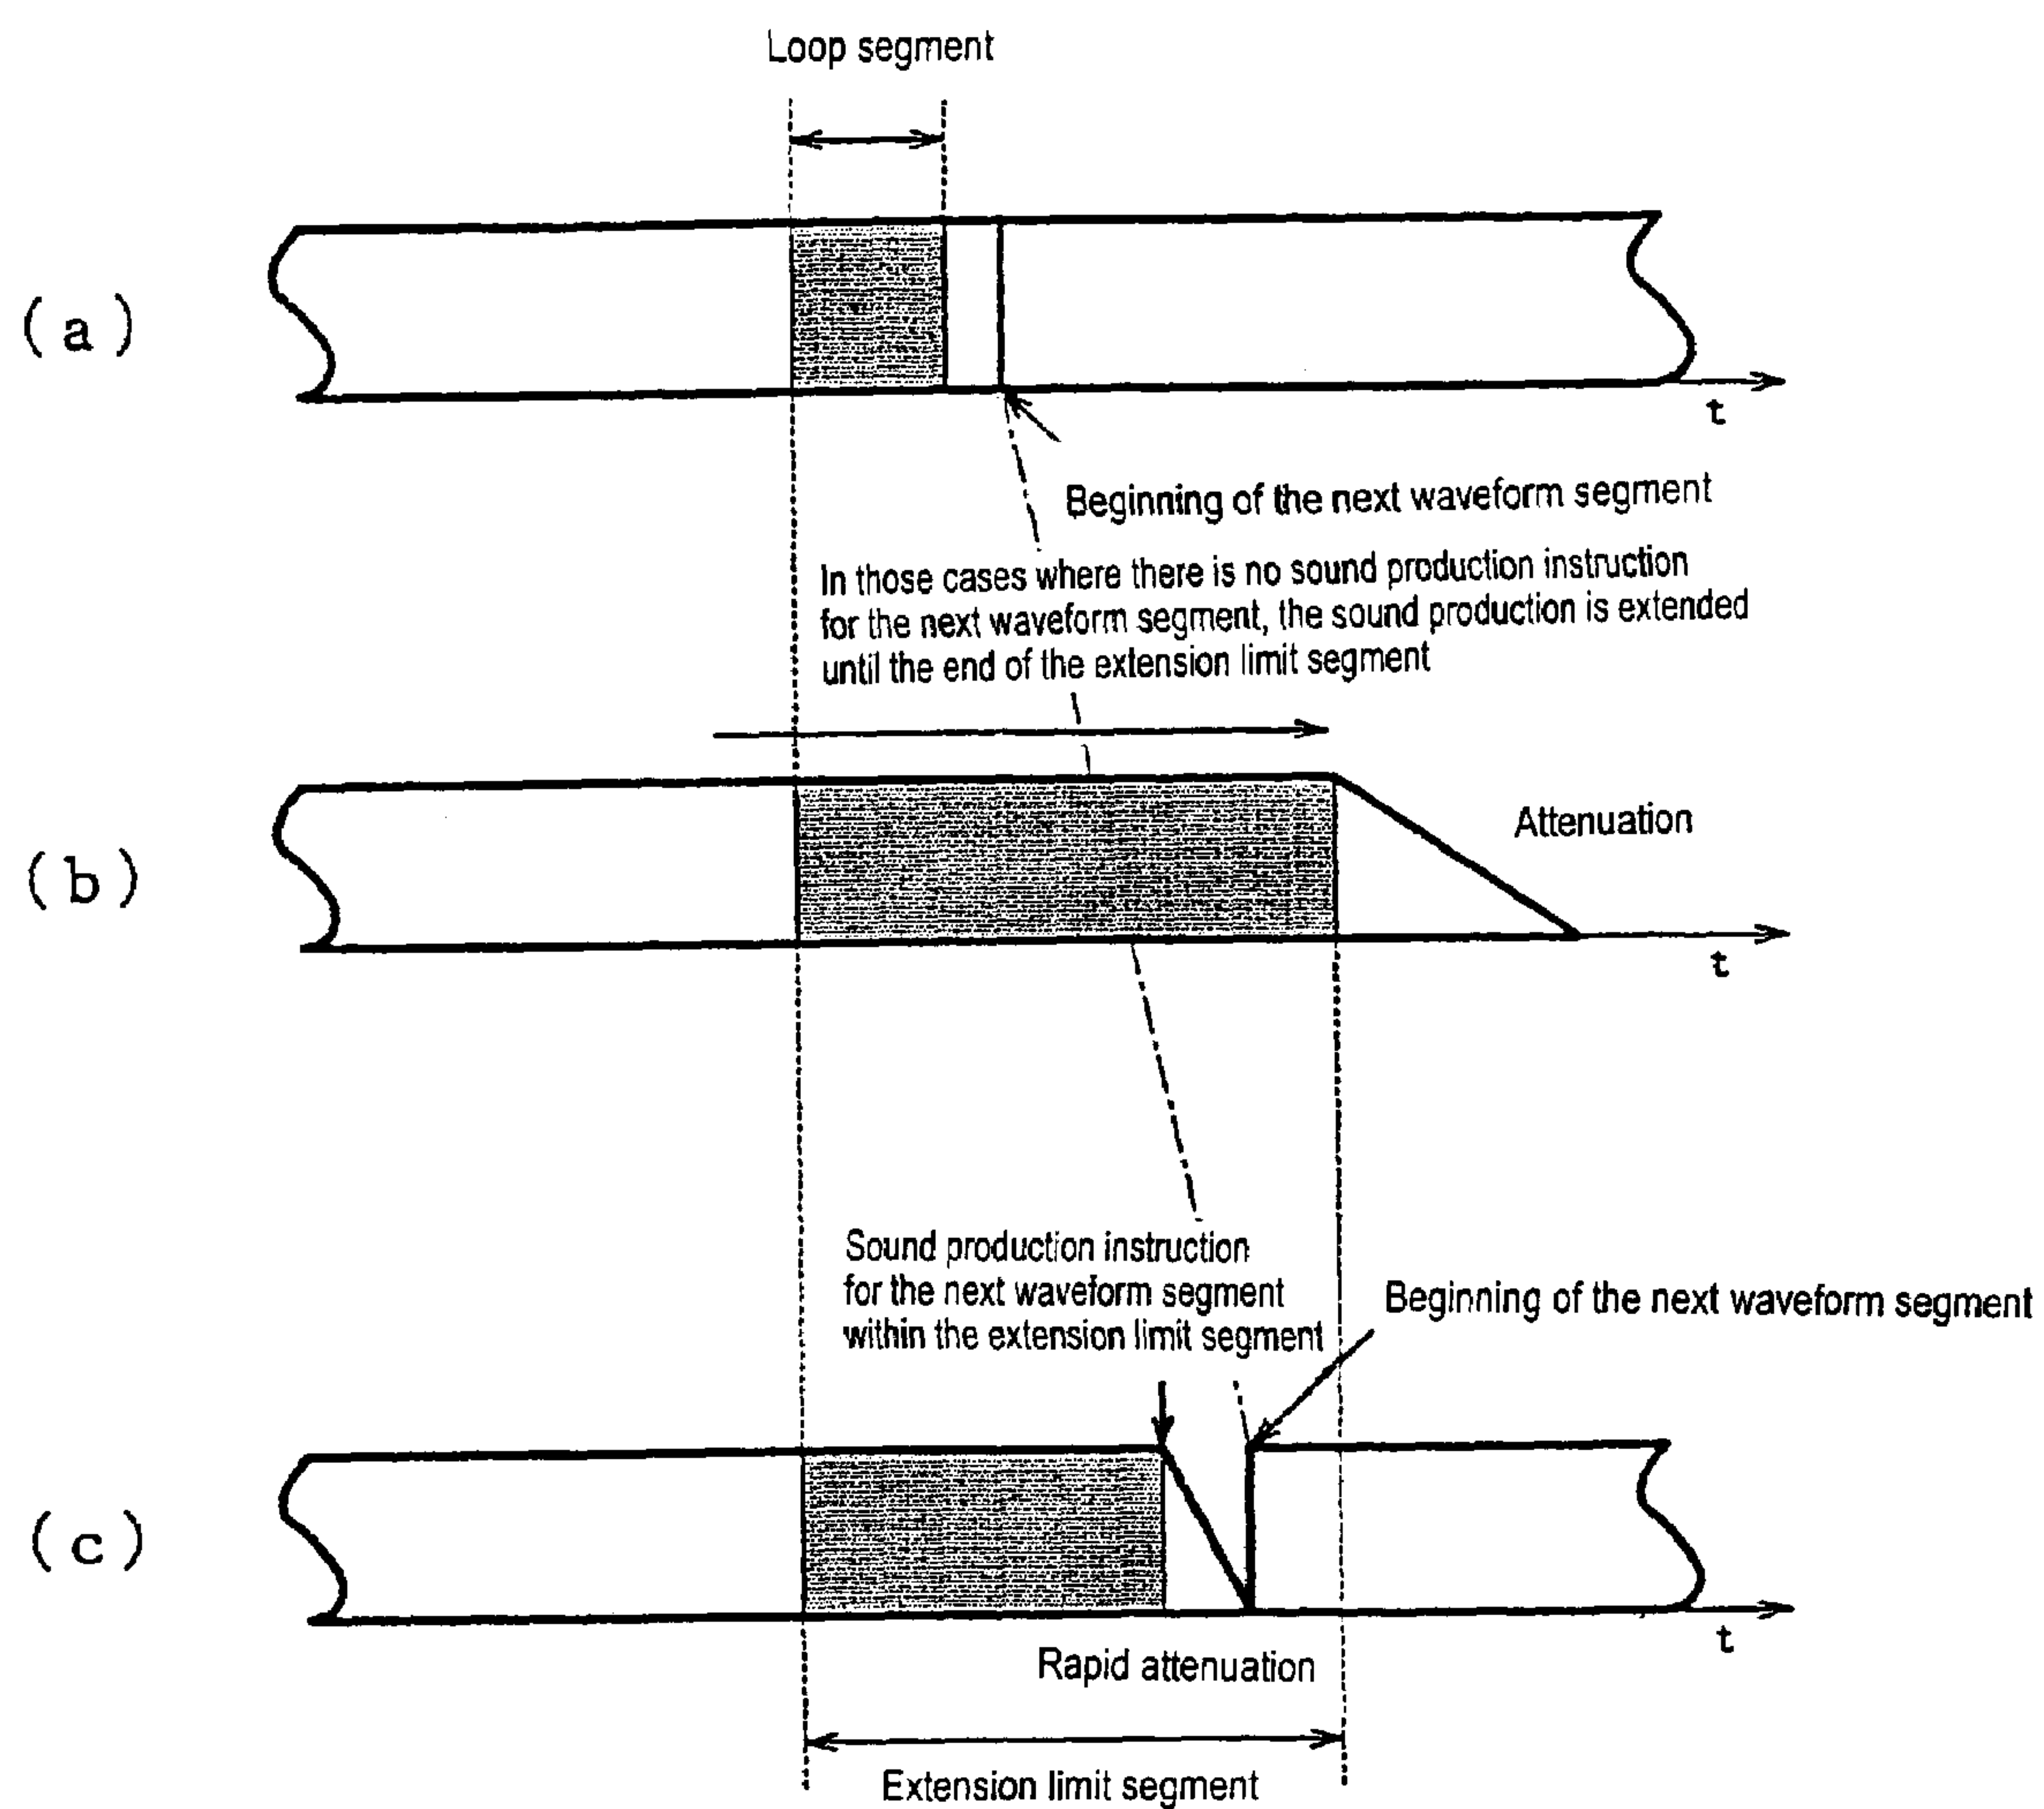 Loop segment
(a)
t
Beginning of the next waveform segment
In those cases where there is no sound production instruction
for the next waveform segment, the sound production is extended
until the end of the extension limit segment
(b)
Attenuation
t
Sound production instruction
for the next waveform segment
within the extension limit segment
Beginning of the next waveform segment
(c)
t
Rapid attenuation
Extension limit segment